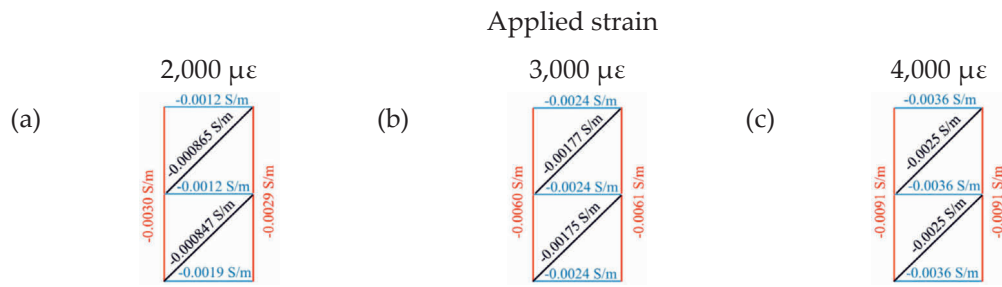 Applied strain
2,000 µε
3,000 µε
4,000 µε
(a)
-0.0012 S/m
-0.000865 S/m
-0.0012 S/m
-0.0030 S/m
-0.0029 S/m
-0.000847 S/m
-0.0019 S/m
(b)
-0.0024 S/m
-0.00177 S/m
-0.0024 S/m
-0.0060 S/m
-0.0061 S/m
-0.00175 S/m
-0.0024 S/m
(c)
-0.0036 S/m
-0.0025 S/m
-0.0036 S/m
-0.0091 S/m
-0.0091 S/m
-0.0025 S/m
-0.0036 S/m